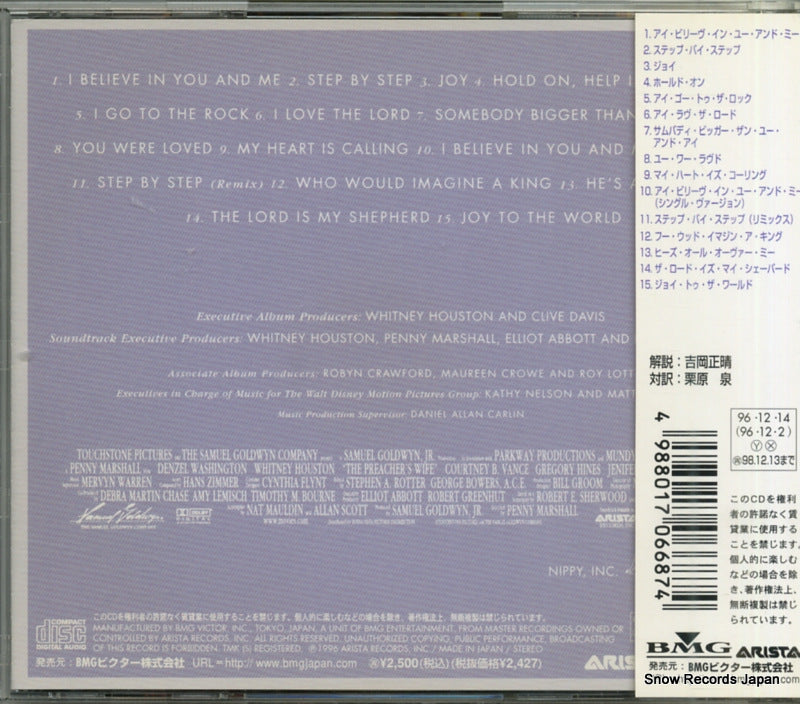 1. I BELIEVE IN YOU AND ME 2. STEP BY STEP 3. JOY 4. HOLD ON, HELP
5. I GO TO THE ROCK 6. I LOVE THE LORD 7. SOMEBODY BIGGER THAN
8. YOU WERE LOVED 9. MY HEART IS CALLING 10. I BELIEVE IN YOU AND
11. STEP BY STEP (Remix) 12. WHO WOULD IMAGINE A KING 13. HE'S
14. THE LORD IS MY SHEPHERD 15. JOY TO THE WORLD
Executive Album Producers: WHITNEY HOUSTON AND CLIVE DAVIS
Soundtrack Executive Producers: WHITNEY HOUSTON, PENNY MARSHALL, ELLIOT ABBOTT AND
Associate Album Producers: ROBYN CRAWFORD, MAUREEN CROWE AND ROY LOTT
Executives in Charge of Music for The Walt Disney Motion Pictures Group: KATHY NELSON AND MATT
Music Production Supervisor DANIEL ALLAN CARLIN
TOUCHSTONE PICTURES AND THE SAMUEL GOLDWYN COMPANY SAMUEL GOLDWYN, JR. PARKWAY PRODUCTIONS AND MUNDY
A PENNY MARSHALL DENZEL WASHINGTON WHITNEY HOUSTON "THE PREACHER'S WIFE" COURTNEY B. VANCE GREGORY HINES
MERVYN WARREN HANS ZIMMER CYNTHIA FLYNT STEPHEN A. ROTTER GEORGE BOWERS, A.C.E. BILL GROOM
DEBRA MARTIN CHASE AMY LEMISCH TIMOTHY M. BOURNE ELLIOT ABBOTT ROBERT GREENHUT ROBERT E. SHERWOOD
NAT MAULDIN AND ALLAN SCOTT SAMUEL GOLDWYN, JR. PENNY MARSHALL
THE SAMUEL GOLDWYN COMPANY
DOLBY
DIGITAL
ARISTA
NIPPY, INC.
COMPACT
disc
DIGITAL AUDIO
このCDを権利者の許諾なく賃貸業に使用することを禁じます。個人的に楽しむなどの場合を除き、著作権法上、無断複製は禁じられています。
MANUFACTURED BY BMG VICTOR, INC., TOKYO, JAPAN, A UNIT OF BMG ENTERTAINMENT, FROM MASTER RECORDINGS OWNED OR
CONTROLLED BY ARISTA RECORDS, INC. ALL RIGHTS RESERVED. UNAUTHORIZED COPYING, PUBLIC PERFORMANCE, BROADCASTING
OF THIS RECORD IS FORBIDDEN. TMK (S) REGISTERED. ℗1996 ARISTA RECORDS, INC. / MADE IN JAPAN / STEREO
発売元：BMGビクター株式会社 URL=http://www.bmgjapan.com ¥2,500(税込)(税抜価格¥2,427)
ARIS
1.アイ・ビリーヴ・イン・ユー・アンド・ミー
2.ステップ・バイ・ステップ
3.ジョイ
4.ホールド・オン
5.アイ・ゴー・トゥ・ザ・ロック
6.アイ・ラヴ・ザ・ロード
7.サムバディ・ビッガー・ザン・ユー・
アンド・アイ
8.ユー・ワー・ラヴド
9.マイ・ハート・イズ・コーリング
10.アイ・ビリーヴ・イン・ユー・アンド・ミー
(シングル・ヴァージョン)
11.ステップ・バイ・ステップ (リミックス)
12.フー・ウッド・イマジン・ア・キング
13.ヒーズ・オール・オーヴァー・ミー
14.ザ・ロード・イズ・マイ・シェパード
15.ジョイ・トゥ・ザ・ワールド
解説：吉岡正晴
対訳：栗原 泉
4 988017 066874
96・12・14
(96・12・2)
Ⓨ Ⓧ
98.12.13まで
このCDを権利
者の許諾なく賃
貸業に使用する
ことを禁じます。
個人的に楽しむ
などの場合を除
き、著作権法上、
無断複製は禁じ
られています。
BMG ARISTA
発売元：BMGビクター株式会社
Snow Records Japan